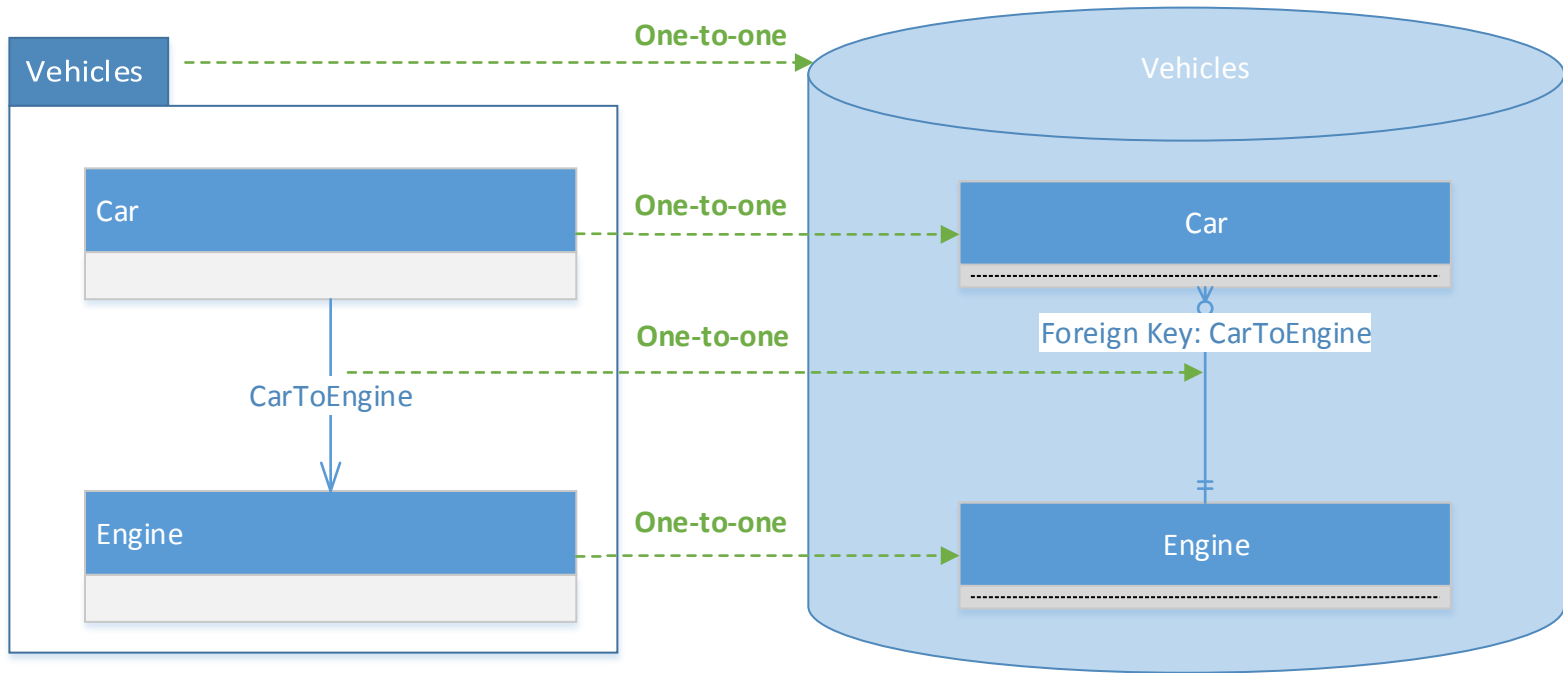 One-to-one
Vehicles
Vehicles
Car
One-to-one
Car
One-to-one
Foreign Key: CarToEngine
CarToEngine
Engine
One-to-one
Engine